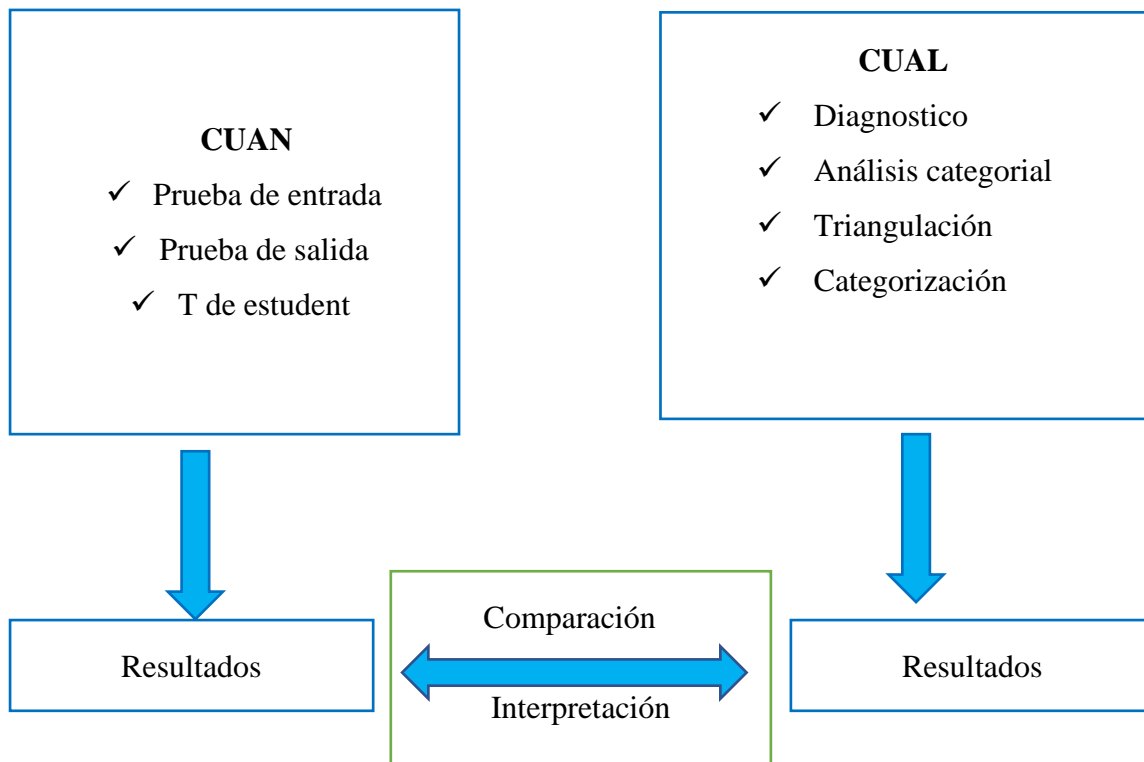 CUAN
✓ Prueba de entrada
✓ Prueba de salida
✓ T de estudent
CUAL
✓ Diagnostico
✓ Análisis categorial
✓ Triangulación
✓ Categorización
Resultados
Comparación
Interpretación
Resultados